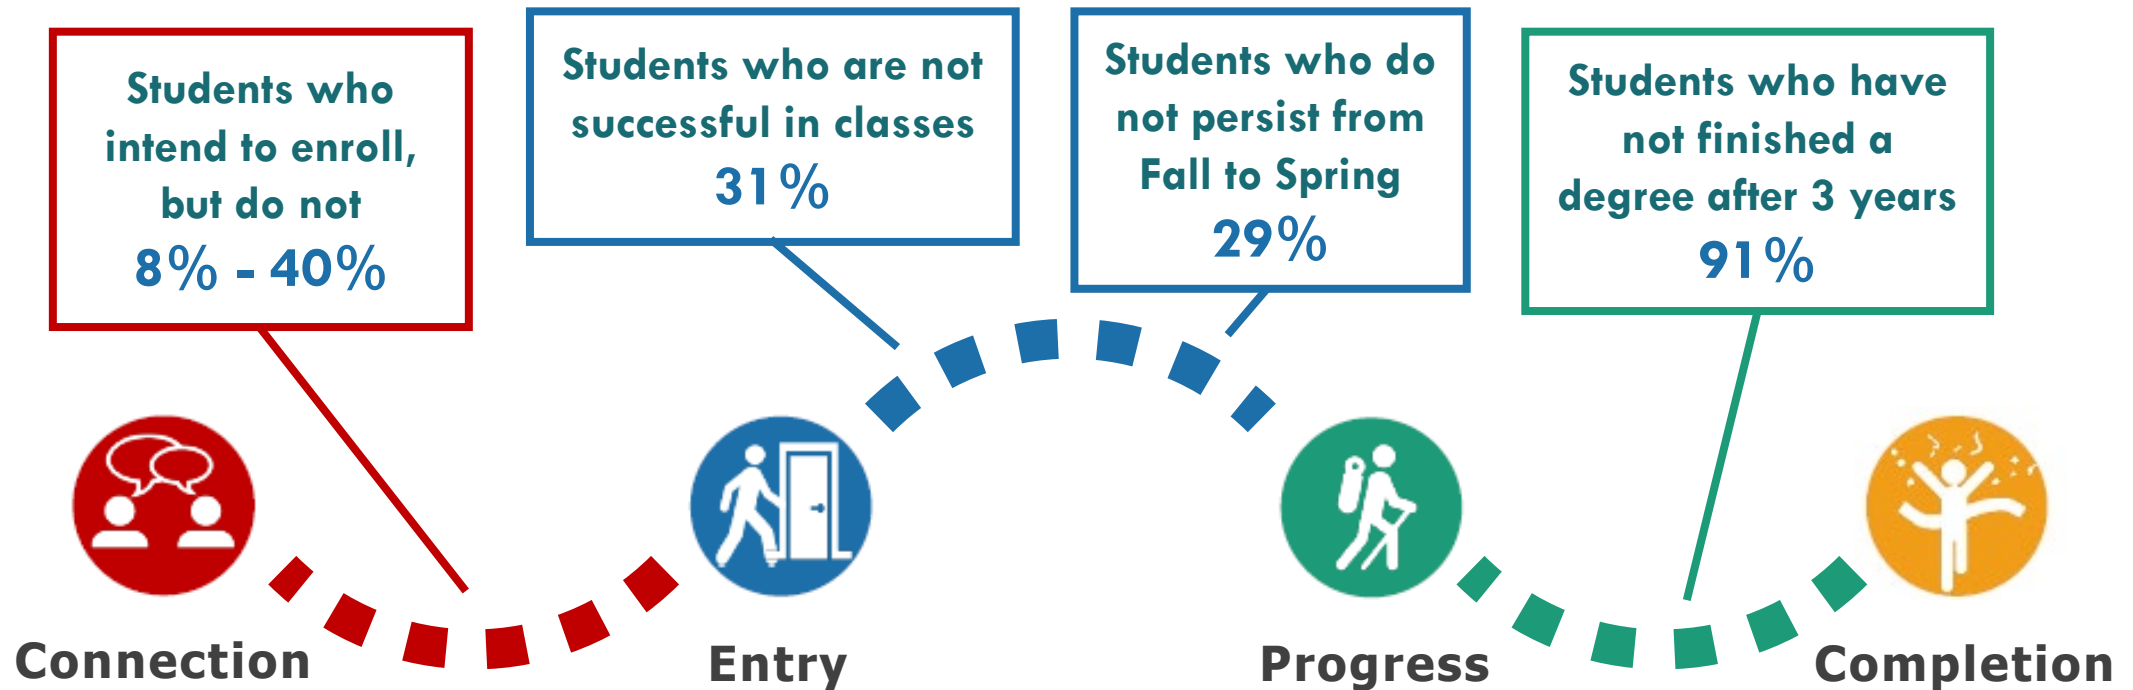 Students who
intend to enroll,
but do not
8% - 40%
Students who are not
successful in classes
31%
Students who do
not persist from
Fall to Spring
29%
Students who have
not finished a
degree after 3 years
91%
Connection
Entry
Progress
Completion